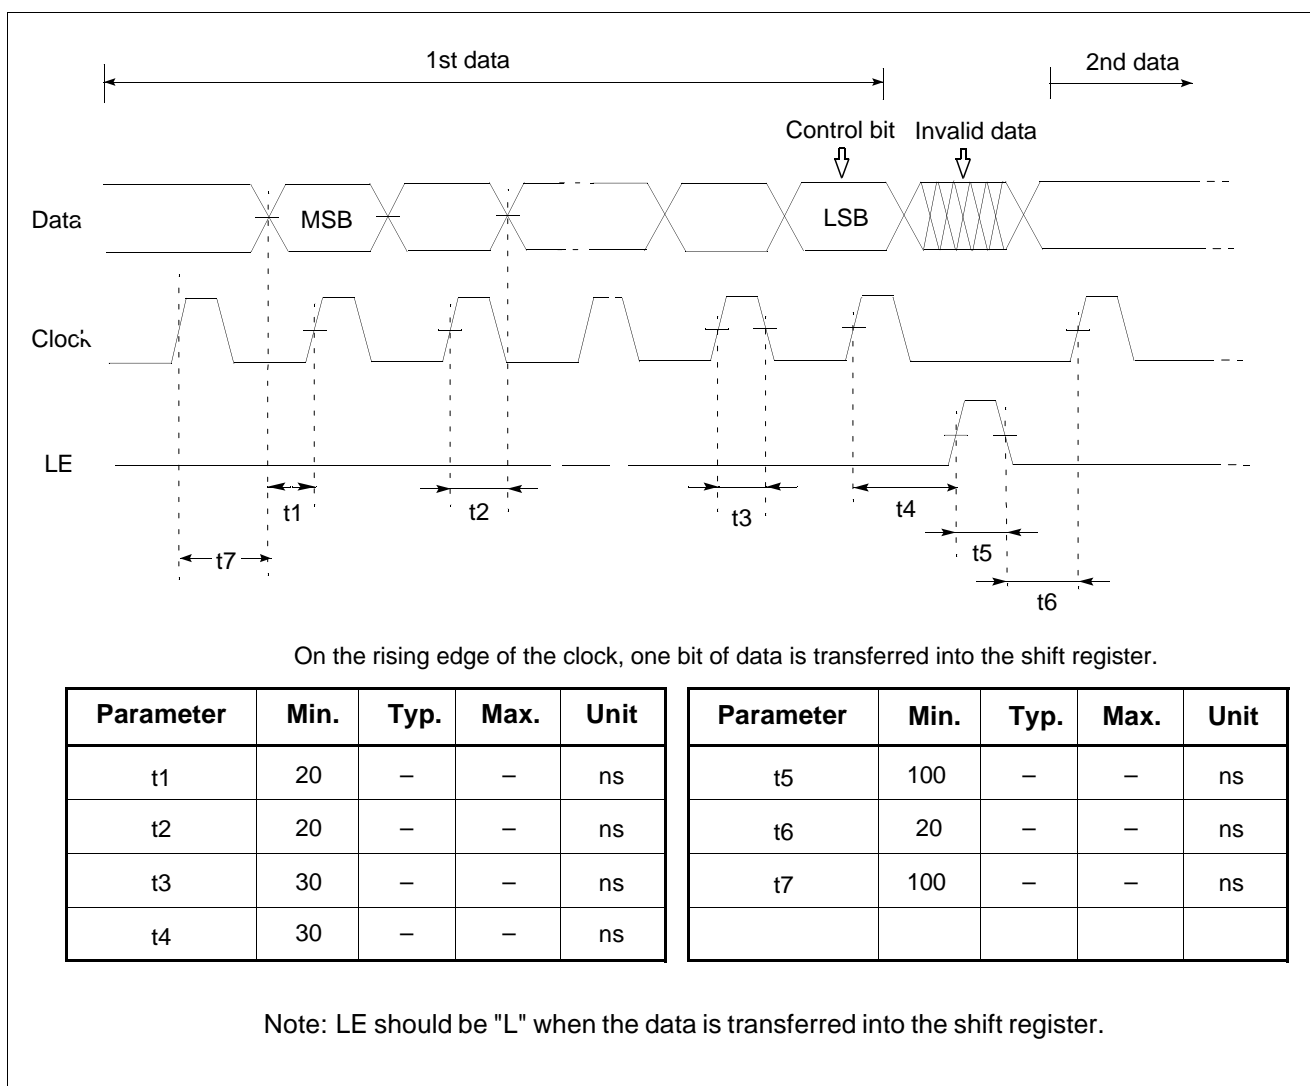 1st data
2nd data
Control bit Invalid data
Data MSB LSB
Clock
LE
t1 t2 t3 t4
t7 t5
t6
On the rising edge of the clock, one bit of data is transferred into the shift register.
Parameter Min. Typ. Max. Unit Parameter Min. Typ. Max. Unit
t1 20 – – ns t5 100 – – ns
t2 20 – – ns t6 20 – – ns
t3 30 – – ns t7 100 – – ns
t4 30 – – ns
Note: LE should be "L" when the data is transferred into the shift register.